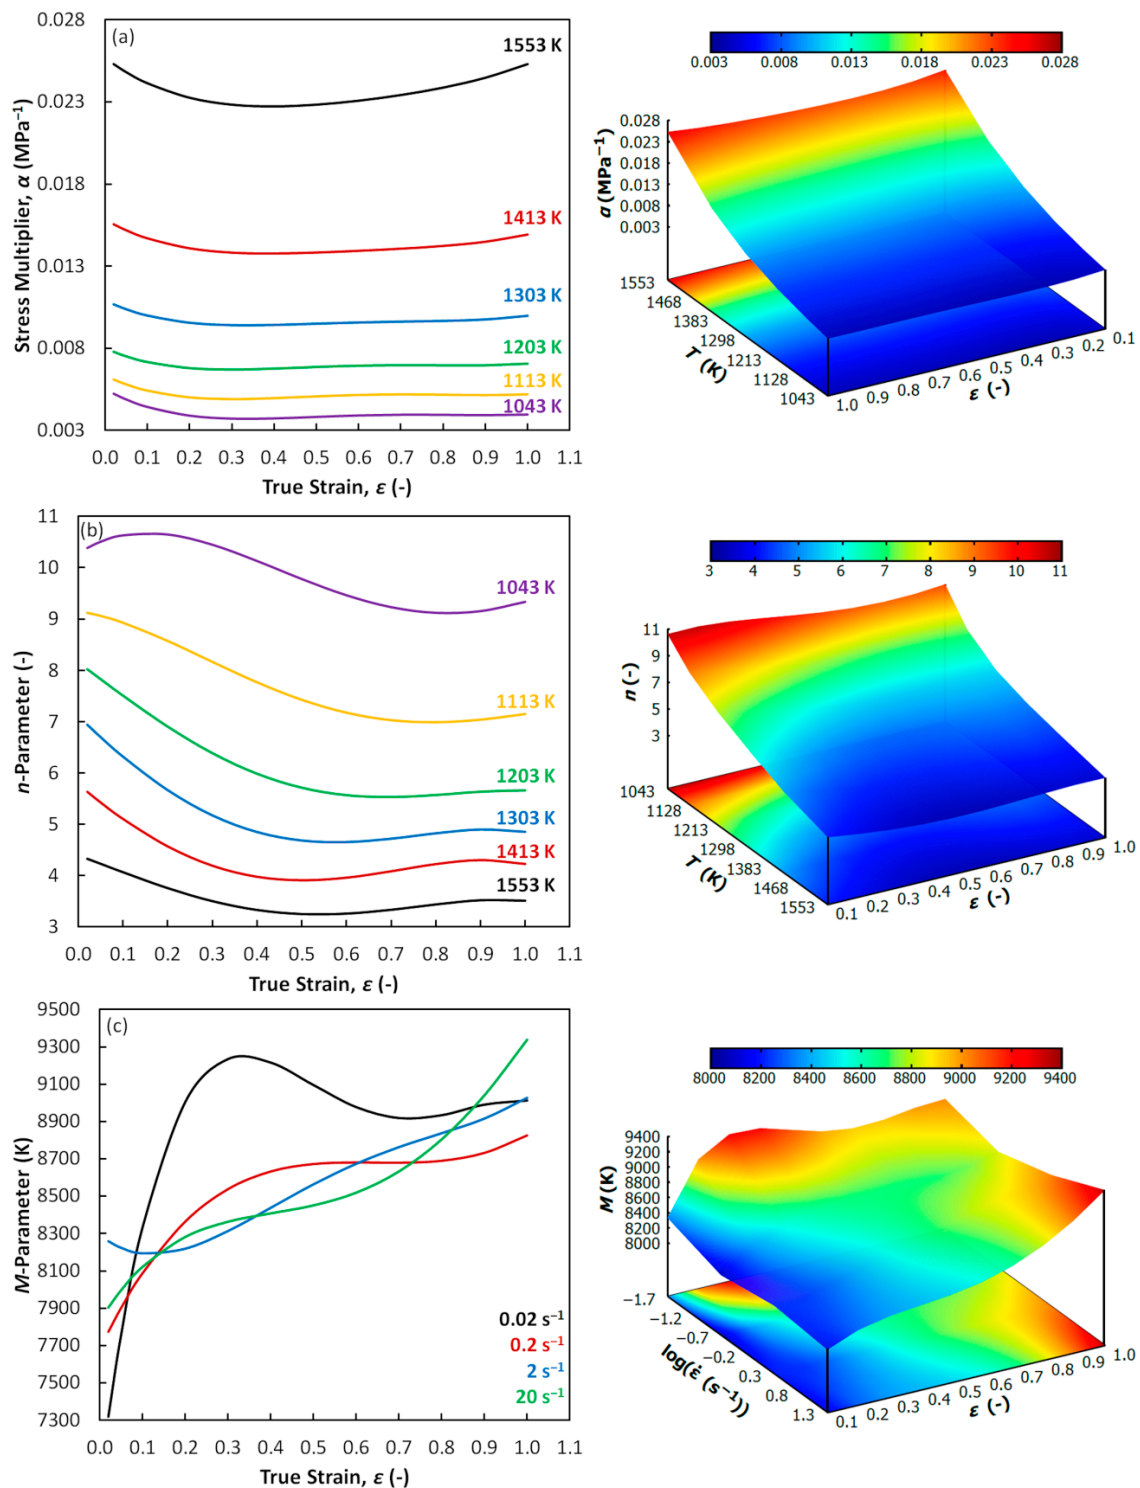 (a)
Stress Multiplier, α (MPa⁻¹)
0.028
0.023
0.018
0.013
0.008
0.003
1553 K
1413 K
1303 K
1203 K
1113 K
1043 K
0.0 0.1 0.2 0.3 0.4 0.5 0.6 0.7 0.8 0.9 1.0 1.1
True Strain, ε (-)
0.003 0.008 0.013 0.018 0.023 0.028
α (MPa⁻¹)
0.028
0.023
0.018
0.013
0.008
0.003
1553
1468
1383
1298
1213
1128
1043
T (K)
1.0 0.9 0.8 0.7 0.6 0.5 0.4 0.3 0.2 0.1
ε (-)
(b)
n-Parameter (-)
11
10
9
8
7
6
5
4
3
1043 K
1113 K
1203 K
1303 K
1413 K
1553 K
0.0 0.1 0.2 0.3 0.4 0.5 0.6 0.7 0.8 0.9 1.0 1.1
True Strain, ε (-)
3 4 5 6 7 8 9 10 11
n (-)
11
9
7
5
3
1043
1128
1213
1298
1383
1468
1553
T (K)
0.1 0.2 0.3 0.4 0.5 0.6 0.7 0.8 0.9 1.0
ε (-)
(c)
M-Parameter (K)
9500
9300
9100
8900
8700
8500
8300
8100
7900
7700
7500
7300
0.02 s⁻¹
0.2 s⁻¹
2 s⁻¹
20 s⁻¹
0.0 0.1 0.2 0.3 0.4 0.5 0.6 0.7 0.8 0.9 1.0 1.1
True Strain, ε (-)
8000 8200 8400 8600 8800 9000 9200 9400
M (K)
9400
9200
9000
8800
8600
8400
8200
8000
−1.7
−1.2
−0.7
−0.2
0.3
0.8
1.3
log(ε̇ (s⁻¹))
0.1 0.2 0.3 0.4 0.5 0.6 0.7 0.8 0.9 1.0
ε (-)